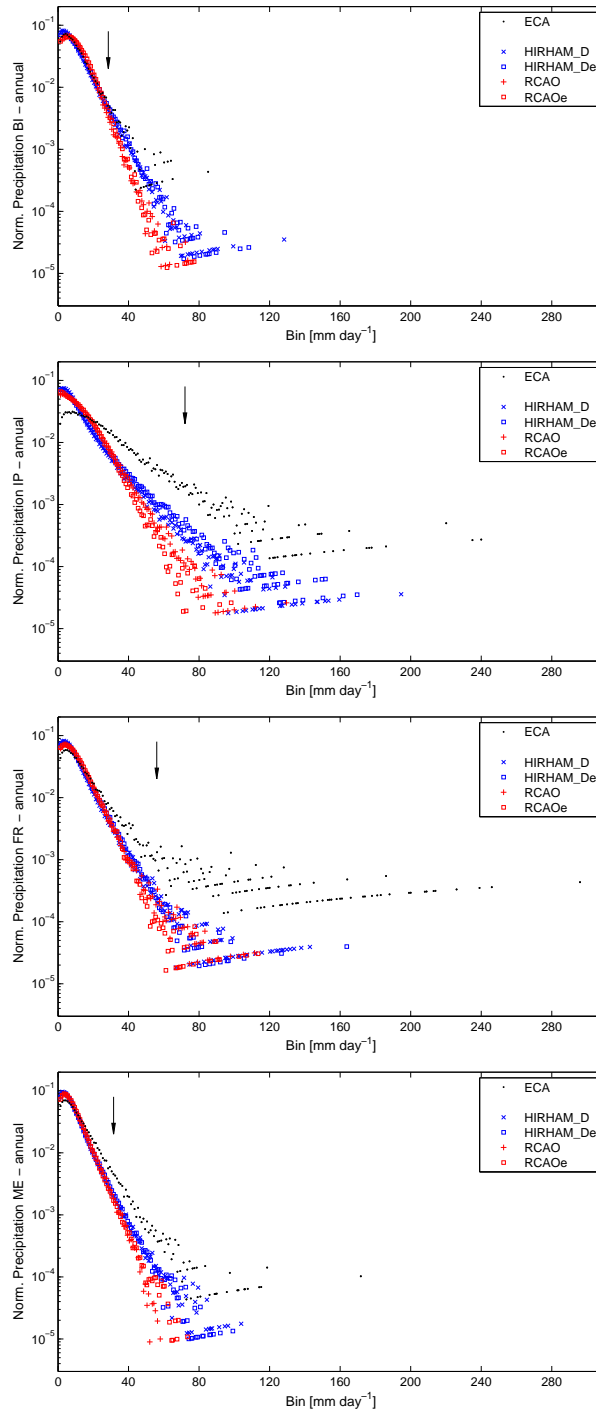 10⁻¹
10⁻²
10⁻³
10⁻⁴
10⁻⁵
Norm. Precipitation BI – annual
0 40 80 120 160 200 240 288
Bin [mm day⁻¹]
ECA
HIRHAM_D
HIRHAM_De
RCAO
RCAOe
10⁻¹
10⁻²
10⁻³
10⁻⁴
10⁻⁵
Norm. Precipitation IP – annual
0 40 80 120 160 200 240 288
Bin [mm day⁻¹]
ECA
HIRHAM_D
HIRHAM_De
RCAO
RCAOe
10⁻¹
10⁻²
10⁻³
10⁻⁴
10⁻⁵
Norm. Precipitation FR – annual
0 40 80 120 160 200 240 288
Bin [mm day⁻¹]
ECA
HIRHAM_D
HIRHAM_De
RCAO
RCAOe
10⁻¹
10⁻²
10⁻³
10⁻⁴
10⁻⁵
Norm. Precipitation ME – annual
0 40 80 120 160 200 240 288
Bin [mm day⁻¹]
ECA
HIRHAM_D
HIRHAM_De
RCAO
RCAOe